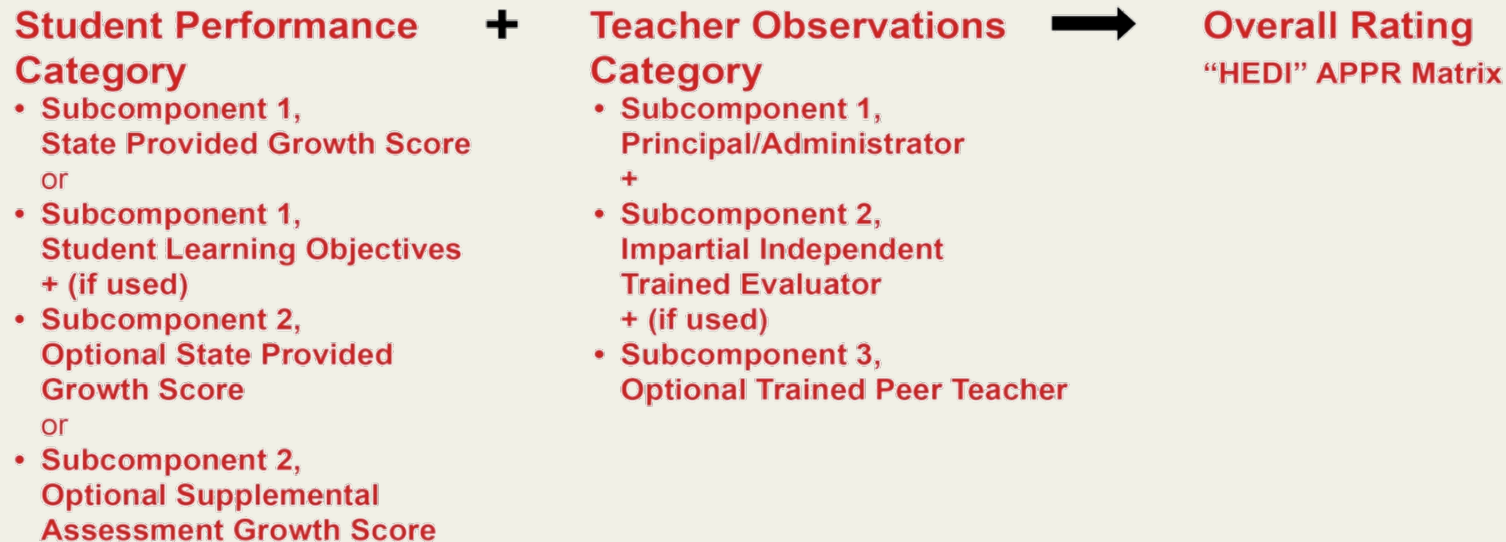 Student Performance
Category
• Subcomponent 1,
State Provided Growth Score
or
• Subcomponent 1,
Student Learning Objectives
+ (if used)
• Subcomponent 2,
Optional State Provided
Growth Score
or
• Subcomponent 2,
Optional Supplemental
Assessment Growth Score
+
Teacher Observations
Category
• Subcomponent 1,
Principal/Administrator
+
• Subcomponent 2,
Impartial Independent
Trained Evaluator
+ (if used)
• Subcomponent 3,
Optional Trained Peer Teacher
Overall Rating
“HEDI” APPR Matrix